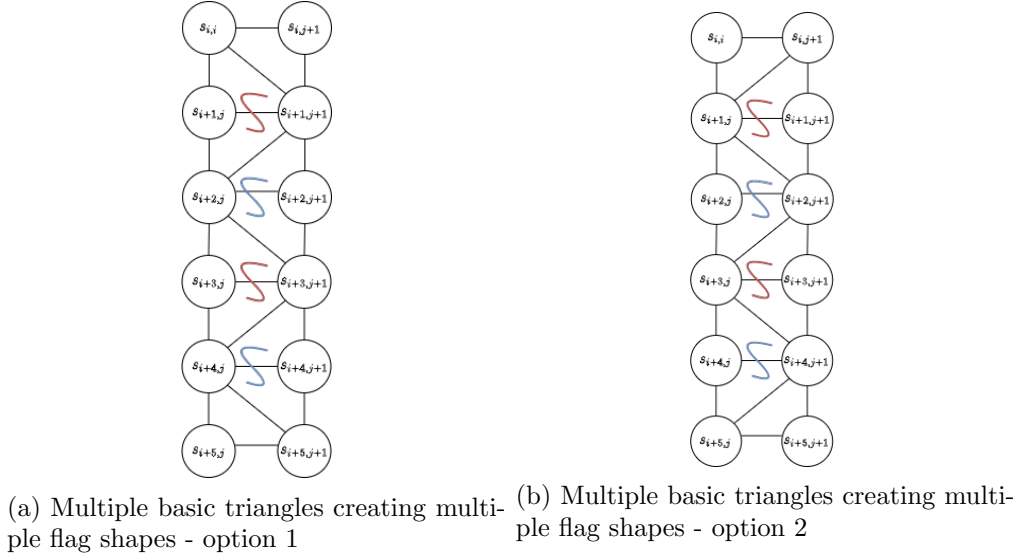 s_{i,i} s_{i,j+1}
s_{i+1,j} s_{i+1,j+1}
s_{i+2,j} s_{i+2,j+1}
s_{i+3,j} s_{i+3,j+1}
s_{i+4,j} s_{i+4,j+1}
s_{i+5,j} s_{i+5,j+1}
(a) Multiple basic triangles creating multi-
ple flag shapes - option 1
s_{i,i} s_{i,j+1}
s_{i+1,j} s_{i+1,j+1}
s_{i+2,j} s_{i+2,j+1}
s_{i+3,j} s_{i+3,j+1}
s_{i+4,j} s_{i+4,j+1}
s_{i+5,j} s_{i+5,j+1}
(b) Multiple basic triangles creating multi-
ple flag shapes - option 2